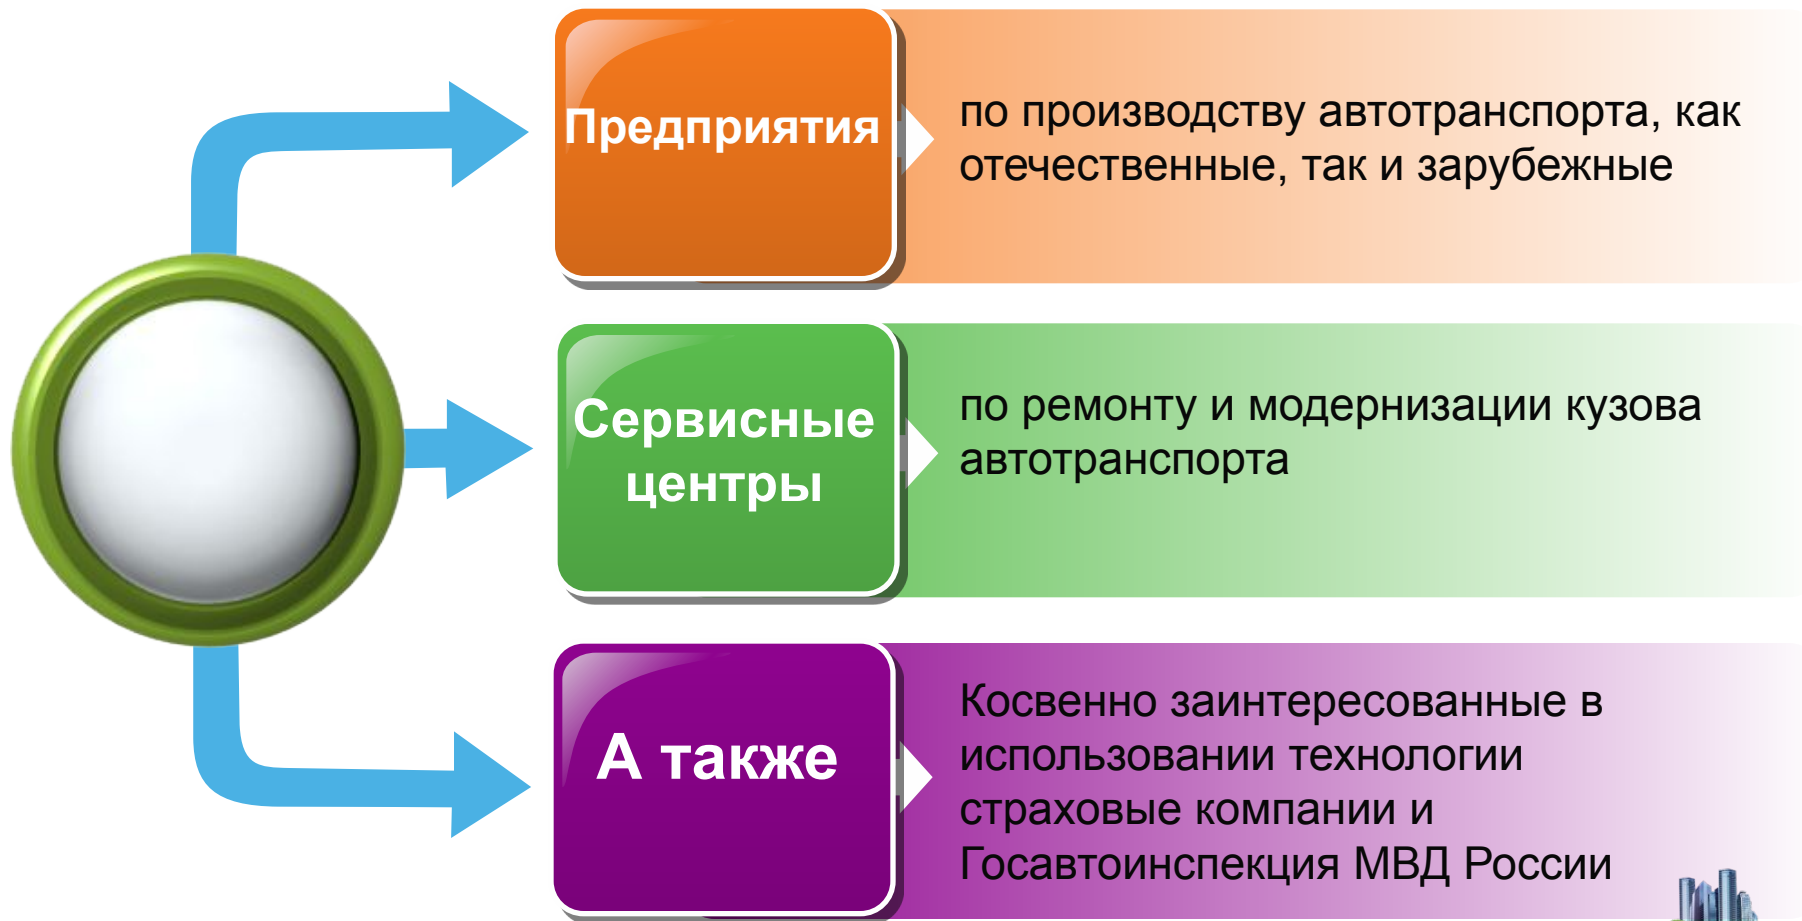 Предприятия
по производству автотранспорта, как
отечественные, так и зарубежные
Сервисные
центры
по ремонту и модернизации кузова
автотранспорта
А также
Косвенно заинтересованные в
использовании технологии
страховые компании и
Госавтоинспекция МВД России